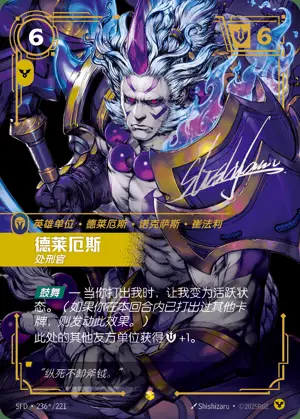 6
6
英雄单位 • 德莱厄斯 • 诺克萨斯 • 崔法利
德莱厄斯
处刑官
鼓舞 — 当你打出我时，让我变为活跃状
态。（如果你在本回合内已打出过其他卡
牌，则发动此效果。）
此处的其他友方单位获得 +1。
“纵死不卸斧钺。”
SFD • 236*/221
Shishizaru